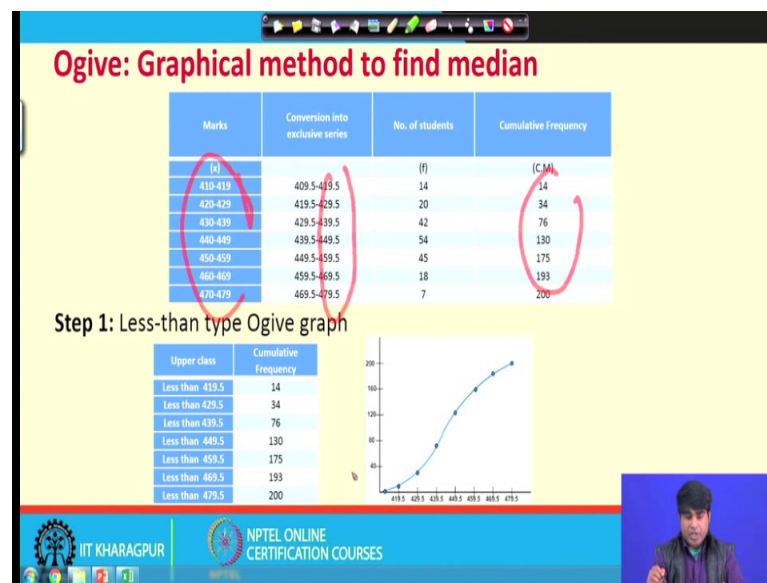 Ogive: Graphical method to find median
Marks Conversion into exclusive series No. of students Cumulative Frequency
(x) (f) (C.M)
410-419 409.5-419.5 14 14
420-429 419.5-429.5 20 34
430-439 429.5-439.5 42 76
440-449 439.5-449.5 54 130
450-459 449.5-459.5 45 175
460-469 459.5-469.5 18 193
470-479 469.5-479.5 7 200
Step 1: Less-than type Ogive graph
Upper class Cumulative Frequency
Less than 419.5 14
Less than 429.5 34
Less than 439.5 76
Less than 449.5 130
Less than 459.5 175
Less than 469.5 193
Less than 479.5 200
200
160
120
80
40
419.5 429.5 439.5 449.5 459.5 469.5 479.5
IIT KHARAGPUR
NPTEL ONLINE
CERTIFICATION COURSES
NPTEL